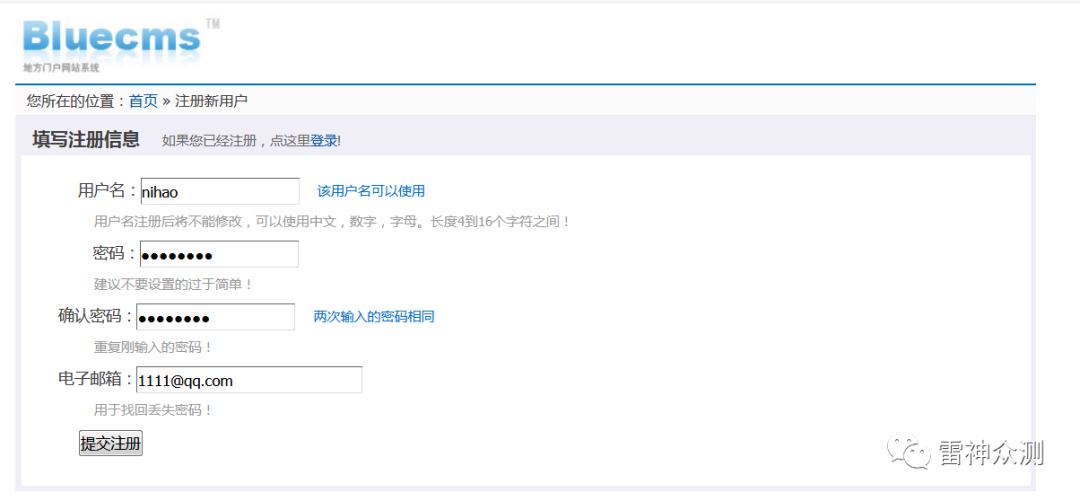 Bluecms™
地方门户网站系统
您所在的位置：首页 » 注册新用户
填写注册信息 如果您已经注册，点这里登录!
用户名：nihao 该用户名可以使用
用户名注册后将不能修改，可以使用中文，数字，字母。长度4到16个字符之间！
密码：●●●●●●●●
建议不要设置的过于简单！
确认密码：●●●●●●●● 两次输入的密码相同
重复刚输入的密码！
电子邮箱：1111@qq.com
用于找回丢失密码！
提交注册
雷神众测